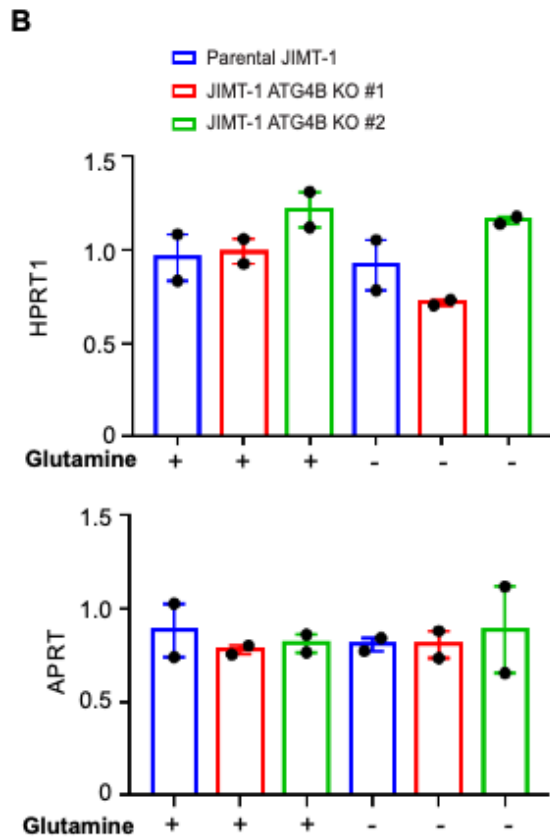 B
Parental JIMT-1
JIMT-1 ATG4B KO #1
JIMT-1 ATG4B KO #2
HPRT1
1.5
1.0
0.5
0
Glutamine + + + - - -
APRT
1.5
1.0
0.5
0
Glutamine + + + - - -